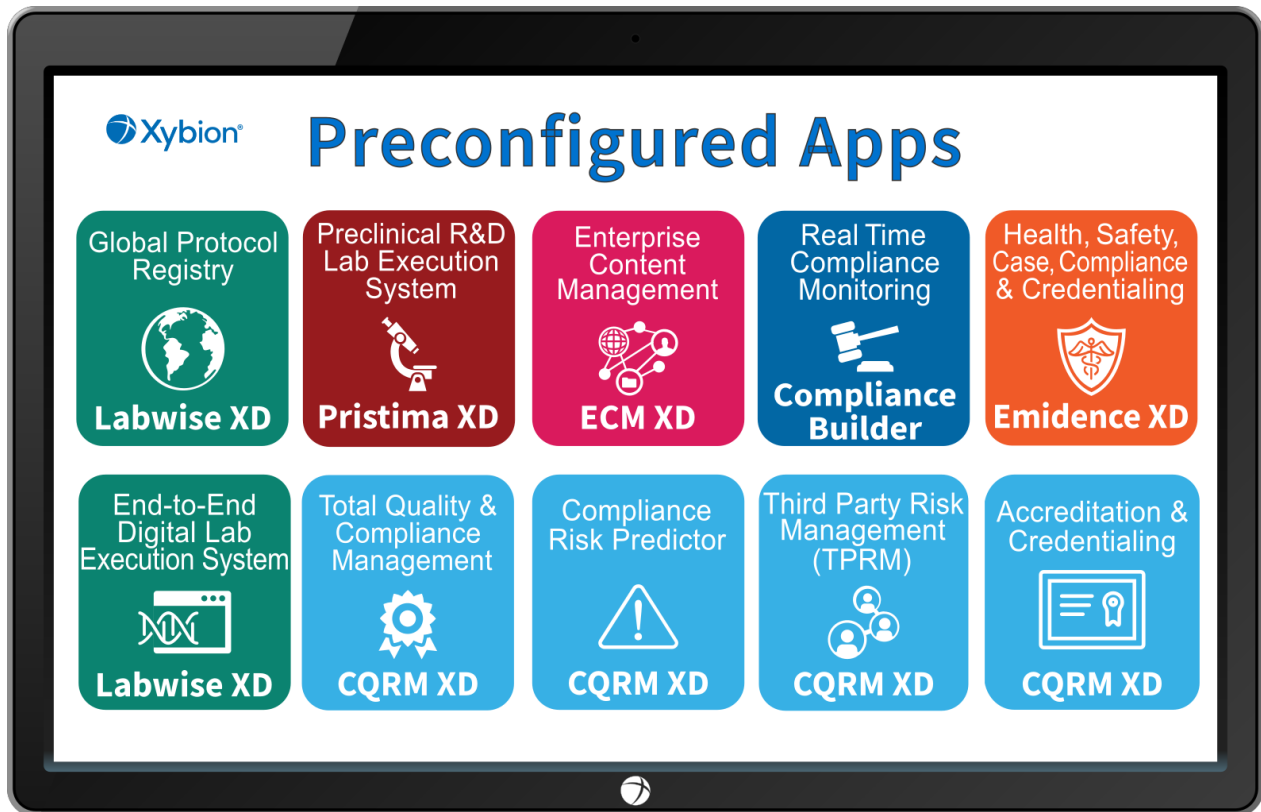 Xybion®
Preconfigured Apps
Global Protocol
Registry
Labwise XD
Preclinical R&D
Lab Execution
System
Pristima XD
Enterprise
Content
Management
ECM XD
Real Time
Compliance
Monitoring
Compliance
Builder
Health, Safety,
Case, Compliance
& Credentialing
Emidence XD
End-to-End
Digital Lab
Execution System
Labwise XD
Total Quality &
Compliance
Management
CQRM XD
Compliance
Risk Predictor
CQRM XD
Third Party Risk
Management
(TPRM)
CQRM XD
Accreditation &
Credentialing
CQRM XD